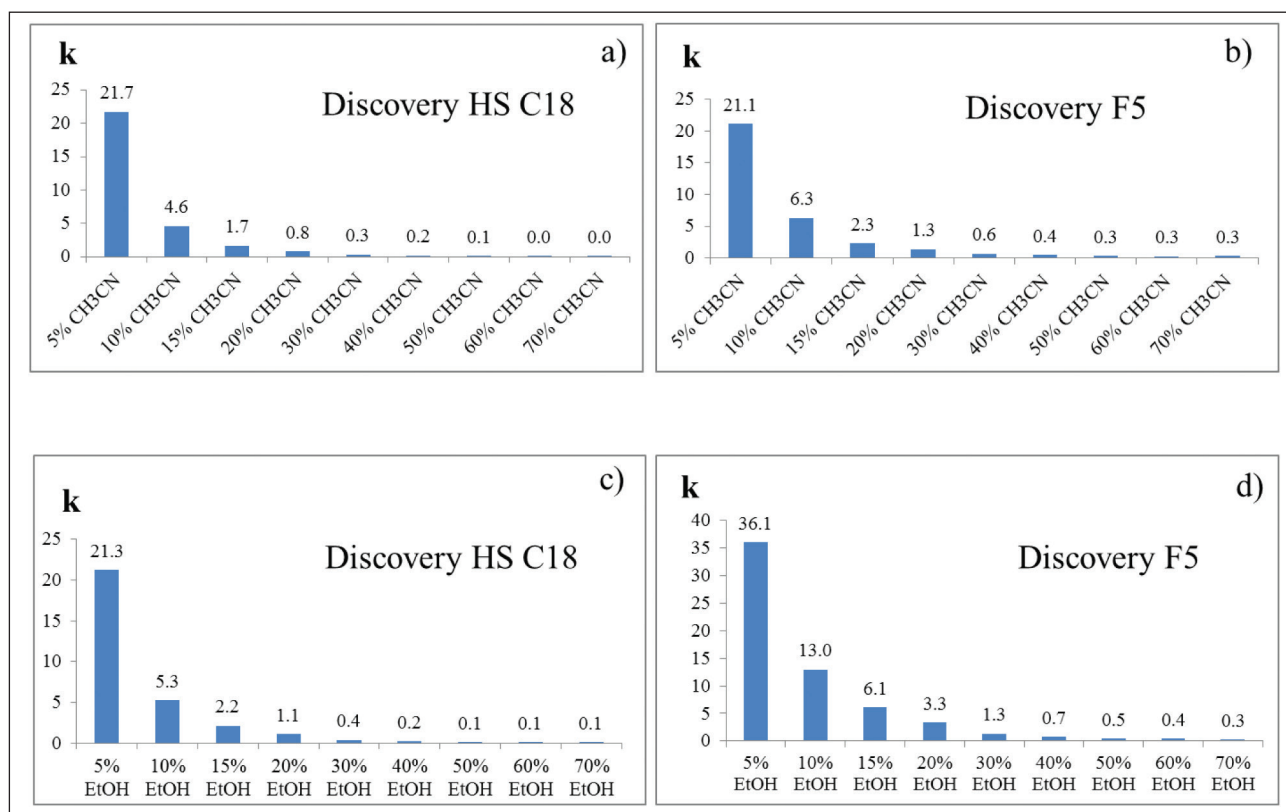 a)
k
Discovery HS C18
25
20
15
10
5
0
21.7
4.6
1.7
0.8
0.3
0.2
0.1
0.0
0.0
5% CH3CN
10% CH3CN
15% CH3CN
20% CH3CN
30% CH3CN
40% CH3CN
50% CH3CN
60% CH3CN
70% CH3CN
b)
k
Discovery F5
25
20
15
10
5
0
21.1
6.3
2.3
1.3
0.6
0.4
0.3
0.3
0.3
5% CH3CN
10% CH3CN
15% CH3CN
20% CH3CN
30% CH3CN
40% CH3CN
50% CH3CN
60% CH3CN
70% CH3CN
c)
k
Discovery HS C18
25
20
15
10
5
0
21.3
5.3
2.2
1.1
0.4
0.2
0.1
0.1
0.1
5% 10% 15% 20% 30% 40% 50% 60% 70%
EtOH EtOH EtOH EtOH EtOH EtOH EtOH EtOH EtOH
d)
k
Discovery F5
40
35
30
25
20
15
10
5
0
36.1
13.0
6.1
3.3
1.3
0.7
0.5
0.4
0.3
5% 10% 15% 20% 30% 40% 50% 60% 70%
EtOH EtOH EtOH EtOH EtOH EtOH EtOH EtOH EtOH